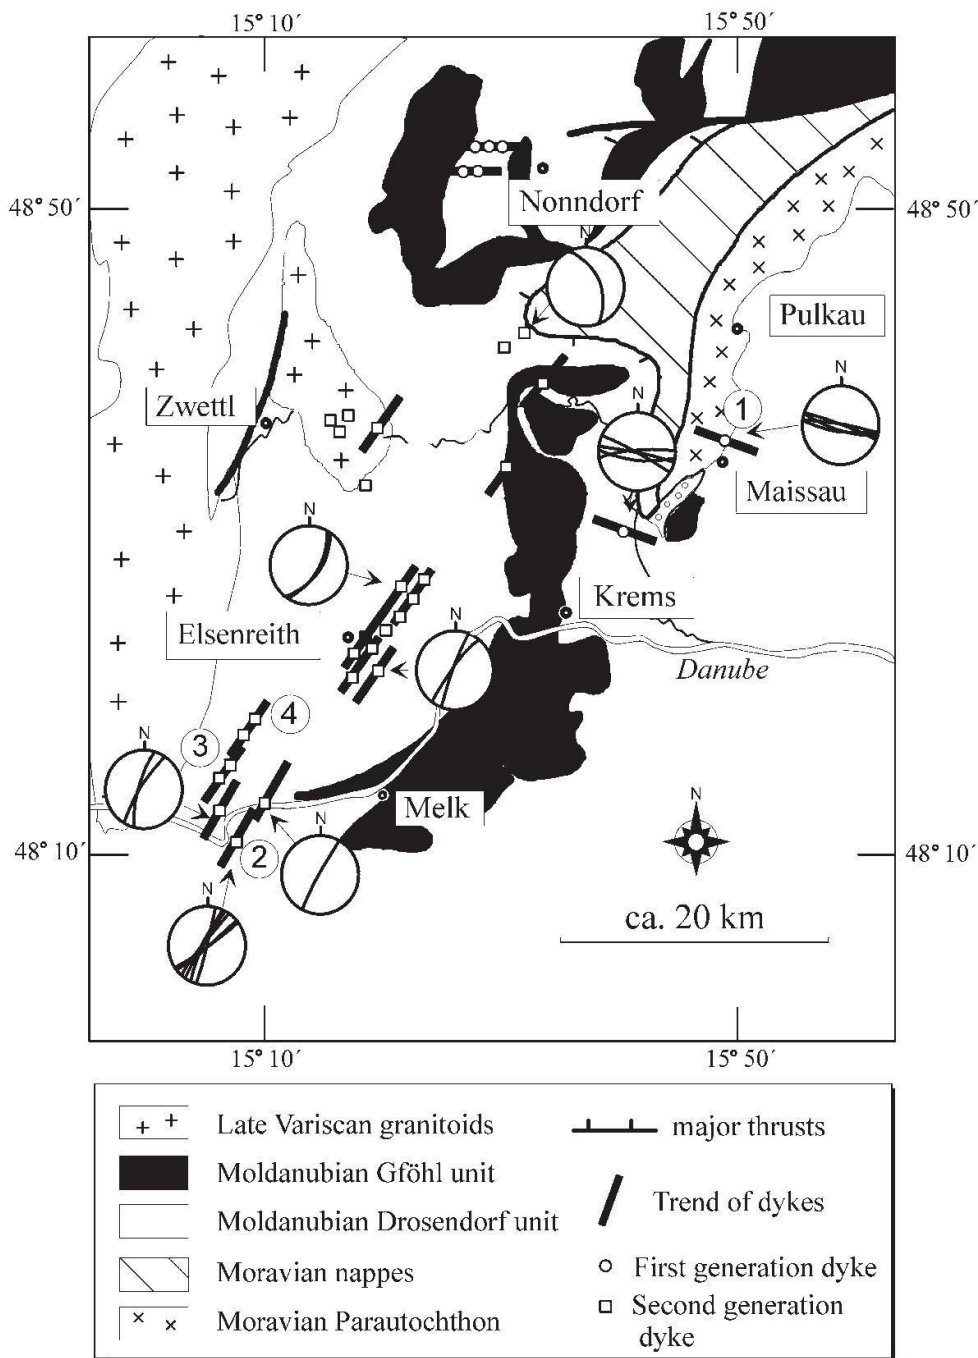 15° 10´
15° 50´
48° 50´
48° 50´
Nonndorf
N
Pulkau
Zwettl
N
N
1
Maissau
N
Krems
Elsenreith
N
Danube
4
N
3
Melk
N
48° 10´
48° 10´
2
N
N
ca. 20 km
15° 10´
15° 50´
Late Variscan granitoids
major thrusts
Moldanubian Gföhl unit
Trend of dykes
Moldanubian Drosendorf unit
Moravian nappes
First generation dyke
Moravian Parautochthon
Second generation
dyke